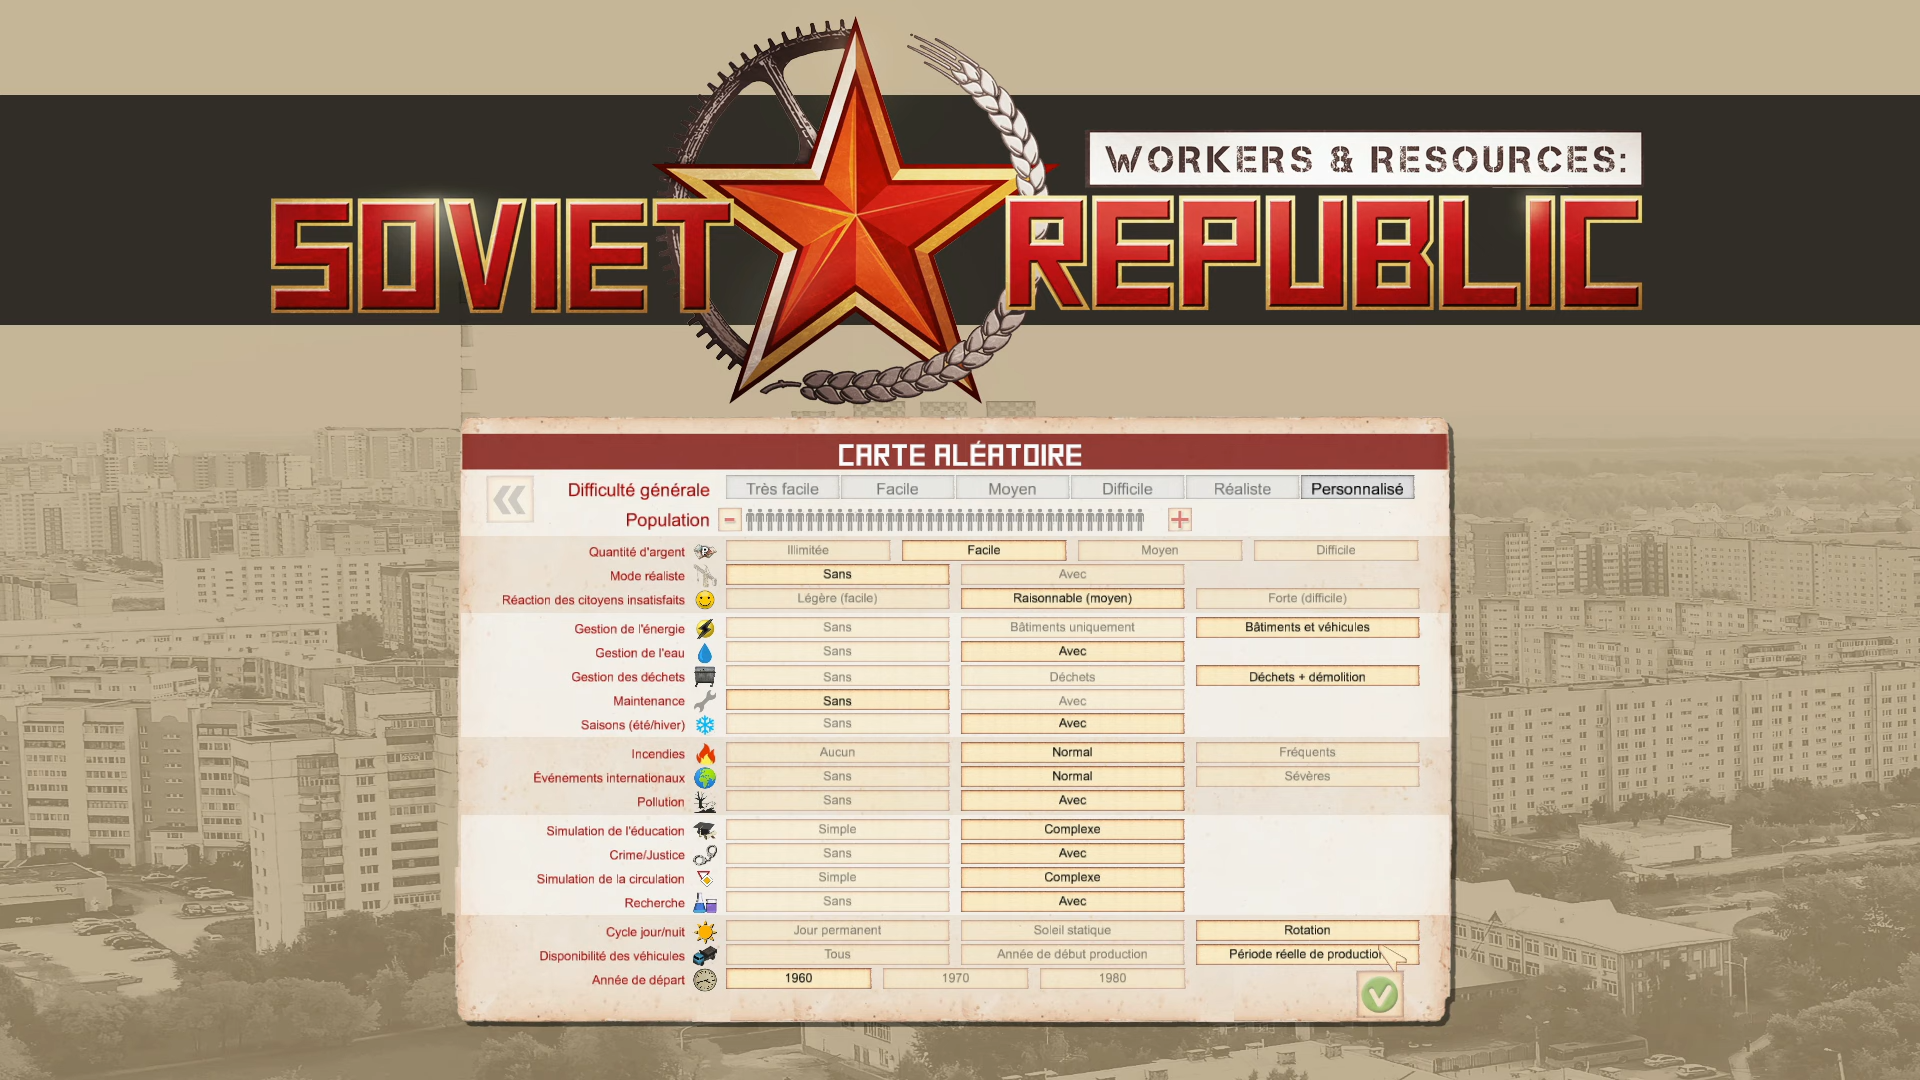 WORKERS & RESOURCES:
SOVIET REPUBLIC
CARTE ALÉATOIRE
Difficulté générale Très facile Facile Moyen Difficile Réaliste Personnalisé
Population
Quantité d'argent Illimitée Facile Moyen Difficile
Mode réaliste Sans Avec
Réaction des citoyens insatisfaits Légère (facile) Raisonnable (moyen) Forte (difficile)
Gestion de l'énergie Sans Bâtiments uniquement Bâtiments et véhicules
Gestion de l'eau Sans Avec
Gestion des déchets Sans Déchets Déchets + démolition
Maintenance Sans Avec
Saisons (été/hiver) Sans Avec
Incendies Aucun Normal Fréquents
Événements internationaux Sans Normal Sévères
Pollution Sans Avec
Simulation de l'éducation Simple Complexe
Crime/Justice Sans Avec
Simulation de la circulation Simple Complexe
Recherche Sans Avec
Cycle jour/nuit Jour permanent Soleil statique Rotation
Disponibilité des véhicules Tous Année de début production Période réelle de production
Année de départ 1960 1970 1980